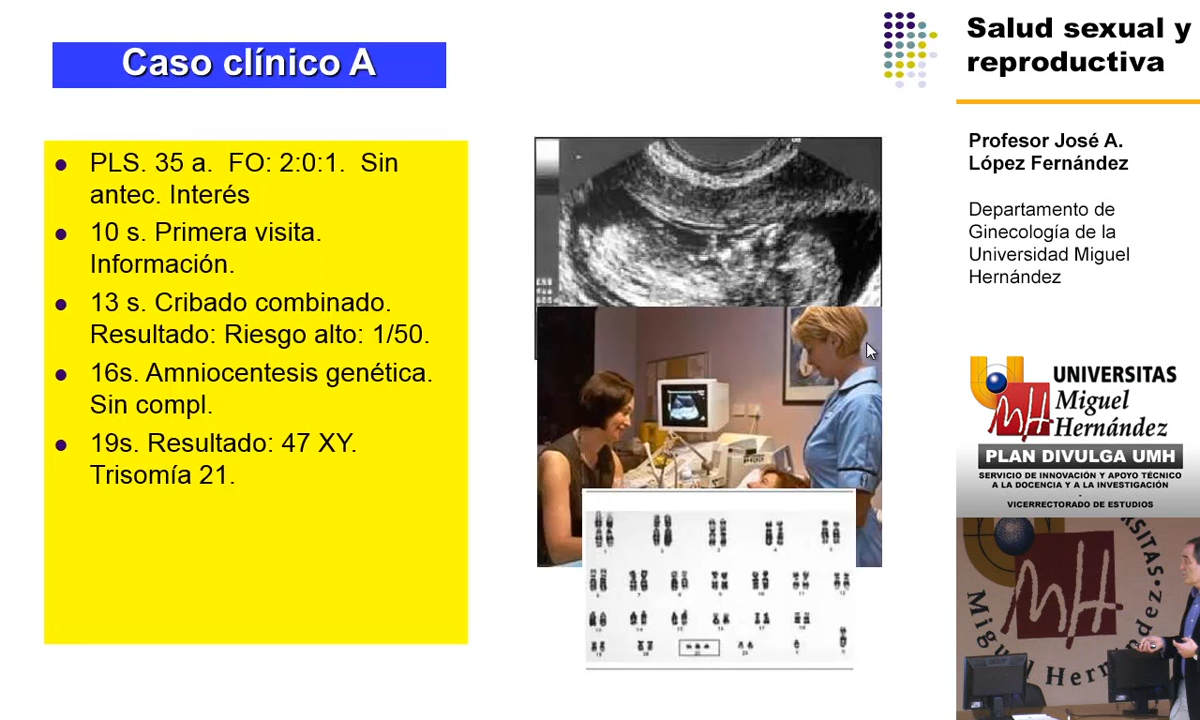 Caso clínico A
PLS. 35 a. FO: 2:0:1. Sin
antec. Interés
10 s. Primera visita.
Información.
13 s. Cribado combinado.
Resultado: Riesgo alto: 1/50.
16s. Amniocentesis genética.
Sin compl.
19s. Resultado: 47 XY.
Trisomía 21.
Salud sexual y
reproductiva
Profesor José A.
López Fernández
Departamento de
Ginecología de la
Universidad Miguel
Hernández
UNIVERSITAS
Miguel
Hernández
PLAN DIVULGA UMH
SERVICIO DE INNOVACIÓN Y APOYO TÉCNICO
A LA DOCENCIA Y A LA INVESTIGACIÓN
-
VICERRECTORADO DE ESTUDIOS